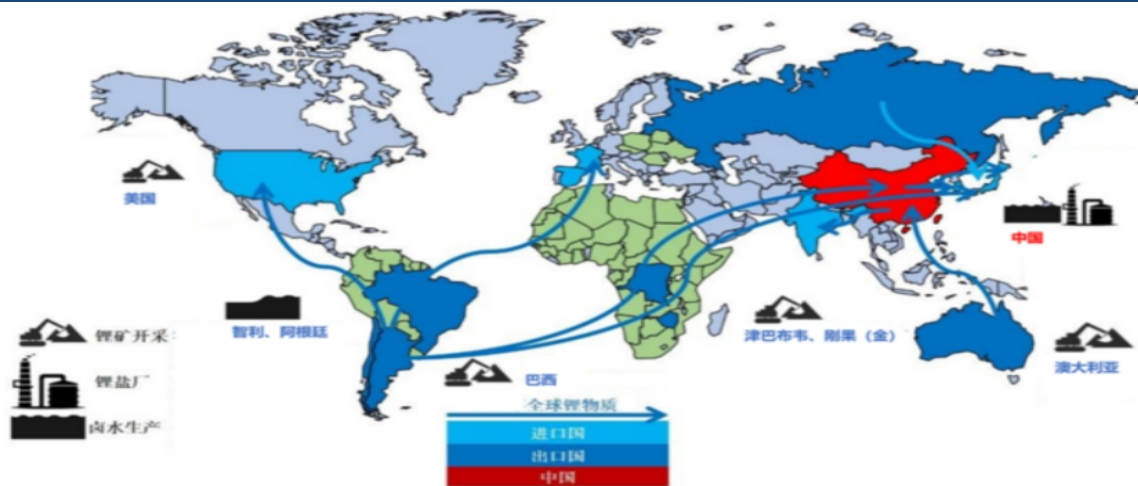 美国
中国
智利、阿根廷
津巴布韦、刚果（金）
澳大利亚
巴西
锂矿开采
锂盐厂
卤水生产
全球锂物质
进口国
出口国
中国